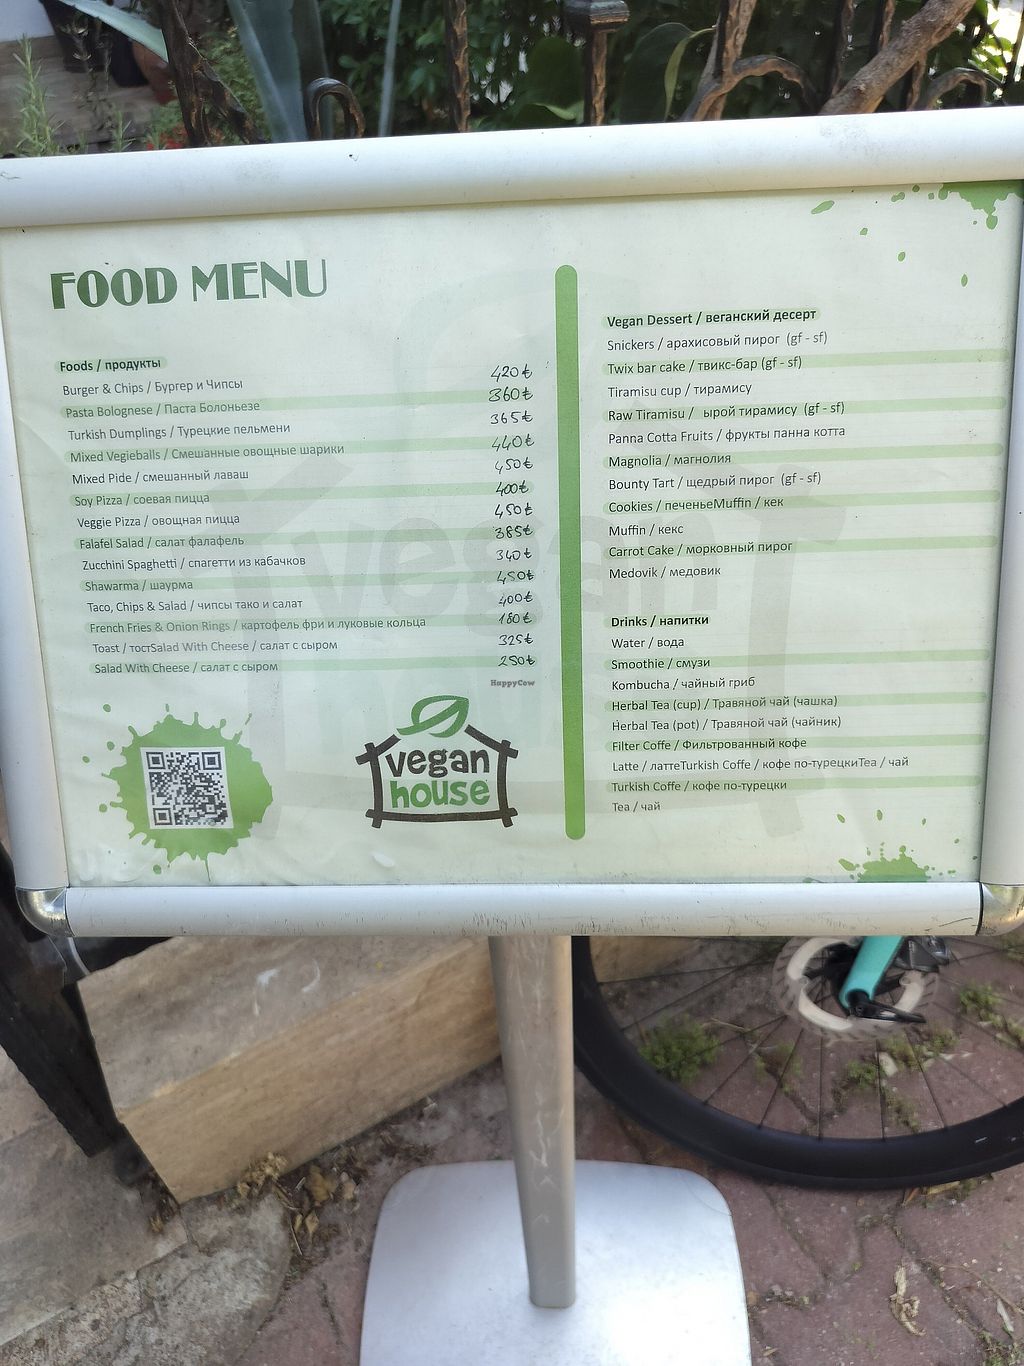 FOOD MENU
Foods / продукты
Burger & Chips / Бургер и Чипсы 420₺
Pasta Bolognese / Паста Болоньезе 360₺
Turkish Dumplings / Турецкие пельмени 365₺
Mixed Vegieballs / Смешанные овощные шарики 440₺
Mixed Pide / смешанный лаваш 450₺
Soy Pizza / соевая пицца 400₺
Veggie Pizza / овощная пицца 450₺
Falafel Salad / салат фалафель 385₺
Zucchini Spaghetti / спагетти из кабачков 340₺
Shawarma / шаурма 450₺
Taco, Chips & Salad / чипсы тако и салат 400₺
French Fries & Onion Rings / картофель фри и луковые кольца 180₺
Toast / тостSalad With Cheese / салат с сыром 325₺
Salad With Cheese / салат с сыром 250₺
HappyCow
vegan
house
Vegan Dessert / веганский десерт
Snickers / арахисовый пирог (gf - sf)
Twix bar cake / твикс-бар (gf - sf)
Tiramisu cup / тирамису
Raw Tiramisu / ырой тирамису (gf - sf)
Panna Cotta Fruits / фрукты панна котта
Magnolia / магнолия
Bounty Tart / щедрый пирог (gf - sf)
Cookies / печеньеMuffin / кек
Muffin / кекс
Carrot Cake / морковный пирог
Medovik / медовик
Drinks / напитки
Water / вода
Smoothie / смузи
Kombucha / чайный гриб
Herbal Tea (cup) / Травяной чай (чашка)
Herbal Tea (pot) / Травяной чай (чайник)
Filter Coffe / Фильтрованный кофе
Latte / латтеTurkish Coffe / кофе по-турецкиTea / чай
Turkish Coffe / кофе по-турецки
Tea / чай